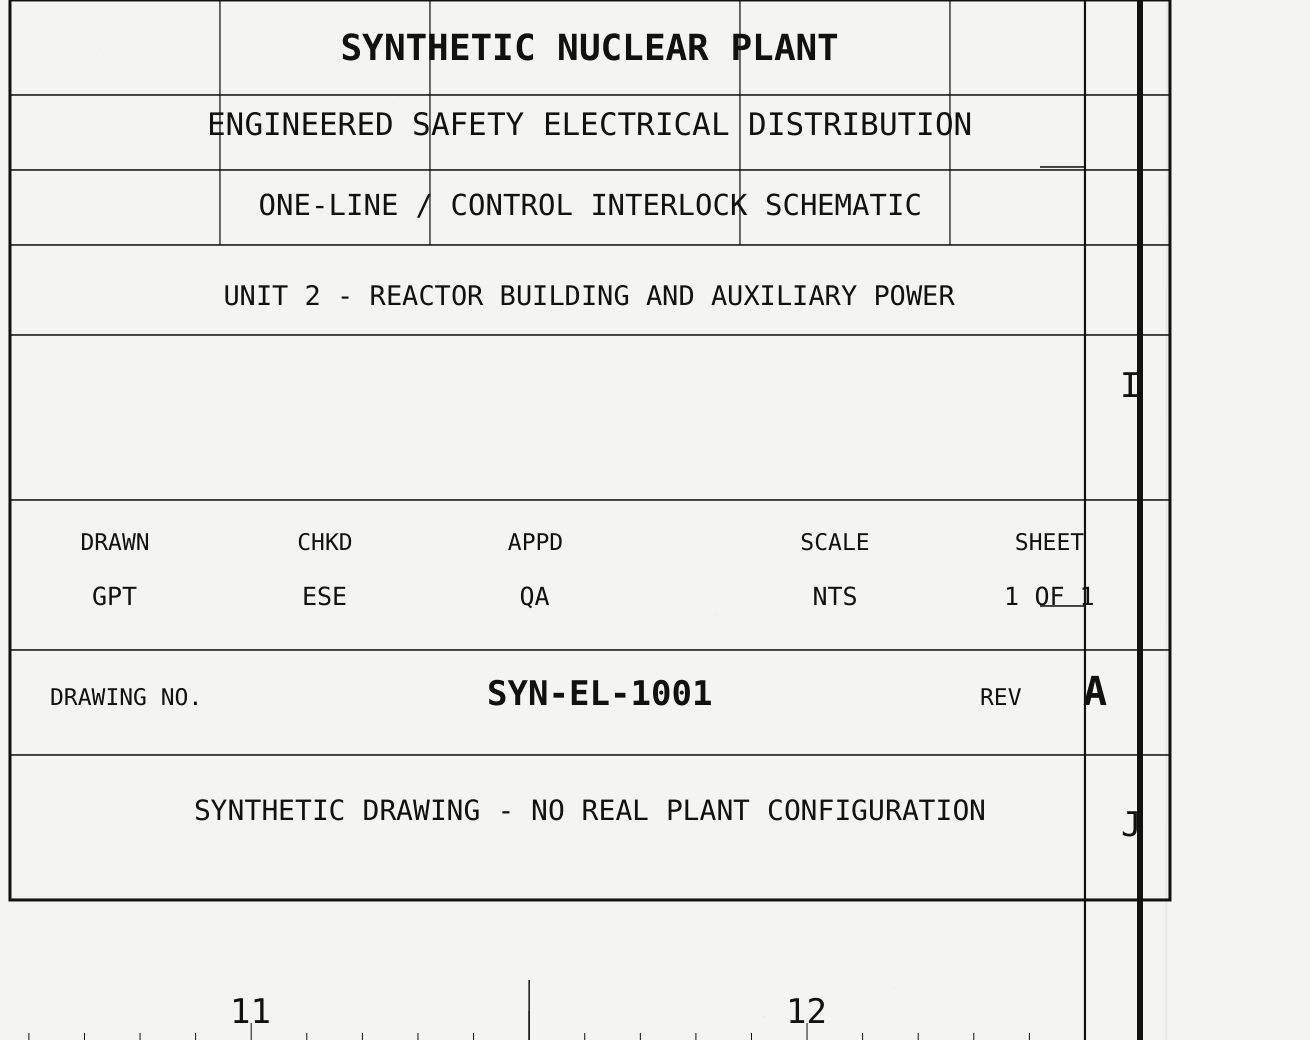 SYNTHETIC NUCLEAR PLANT
ENGINEERED SAFETY ELECTRICAL DISTRIBUTION
ONE-LINE / CONTROL INTERLOCK SCHEMATIC
UNIT 2 - REACTOR BUILDING AND AUXILIARY POWER
I
DRAWN CHKD APPD SCALE SHEET
GPT ESE QA NTS 1 OF 1
DRAWING NO. SYN-EL-1001 REV A
SYNTHETIC DRAWING - NO REAL PLANT CONFIGURATION
J
11 12